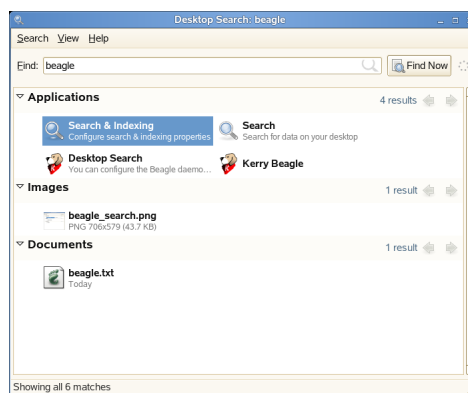 Desktop Search: beagle
Search View Help
Find: beagle Find Now
Applications 4 results
Search & Indexing Search
Configure search & indexing properties Search for data on your desktop
Desktop Search Kerry Beagle
You can configure the Beagle daemo...
Images 1 result
beagle_search.png
PNG 706x579 (43.7 KB)
Documents 1 result
beagle.txt
Today
Showing all 6 matches